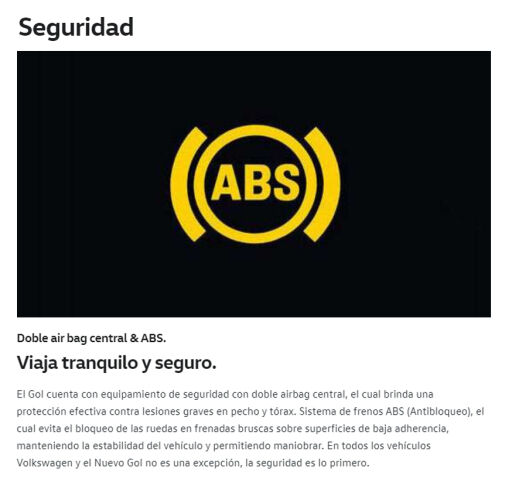 Seguridad
ABS
Doble air bag central & ABS.
Viaja tranquilo y seguro.
El Gol cuenta con equipamiento de seguridad con doble airbag central, el cual brinda una
protección efectiva contra lesiones graves en pecho y tórax. Sistema de frenos ABS (Antibloqueo), el
cual evita el bloqueo de las ruedas en frenadas bruscas sobre superficies de baja adherencia,
manteniendo la estabilidad del vehículo y permitiendo maniobrar. En todos los vehículos
Volkswagen y el Nuevo Gol no es una excepción, la seguridad es lo primero.